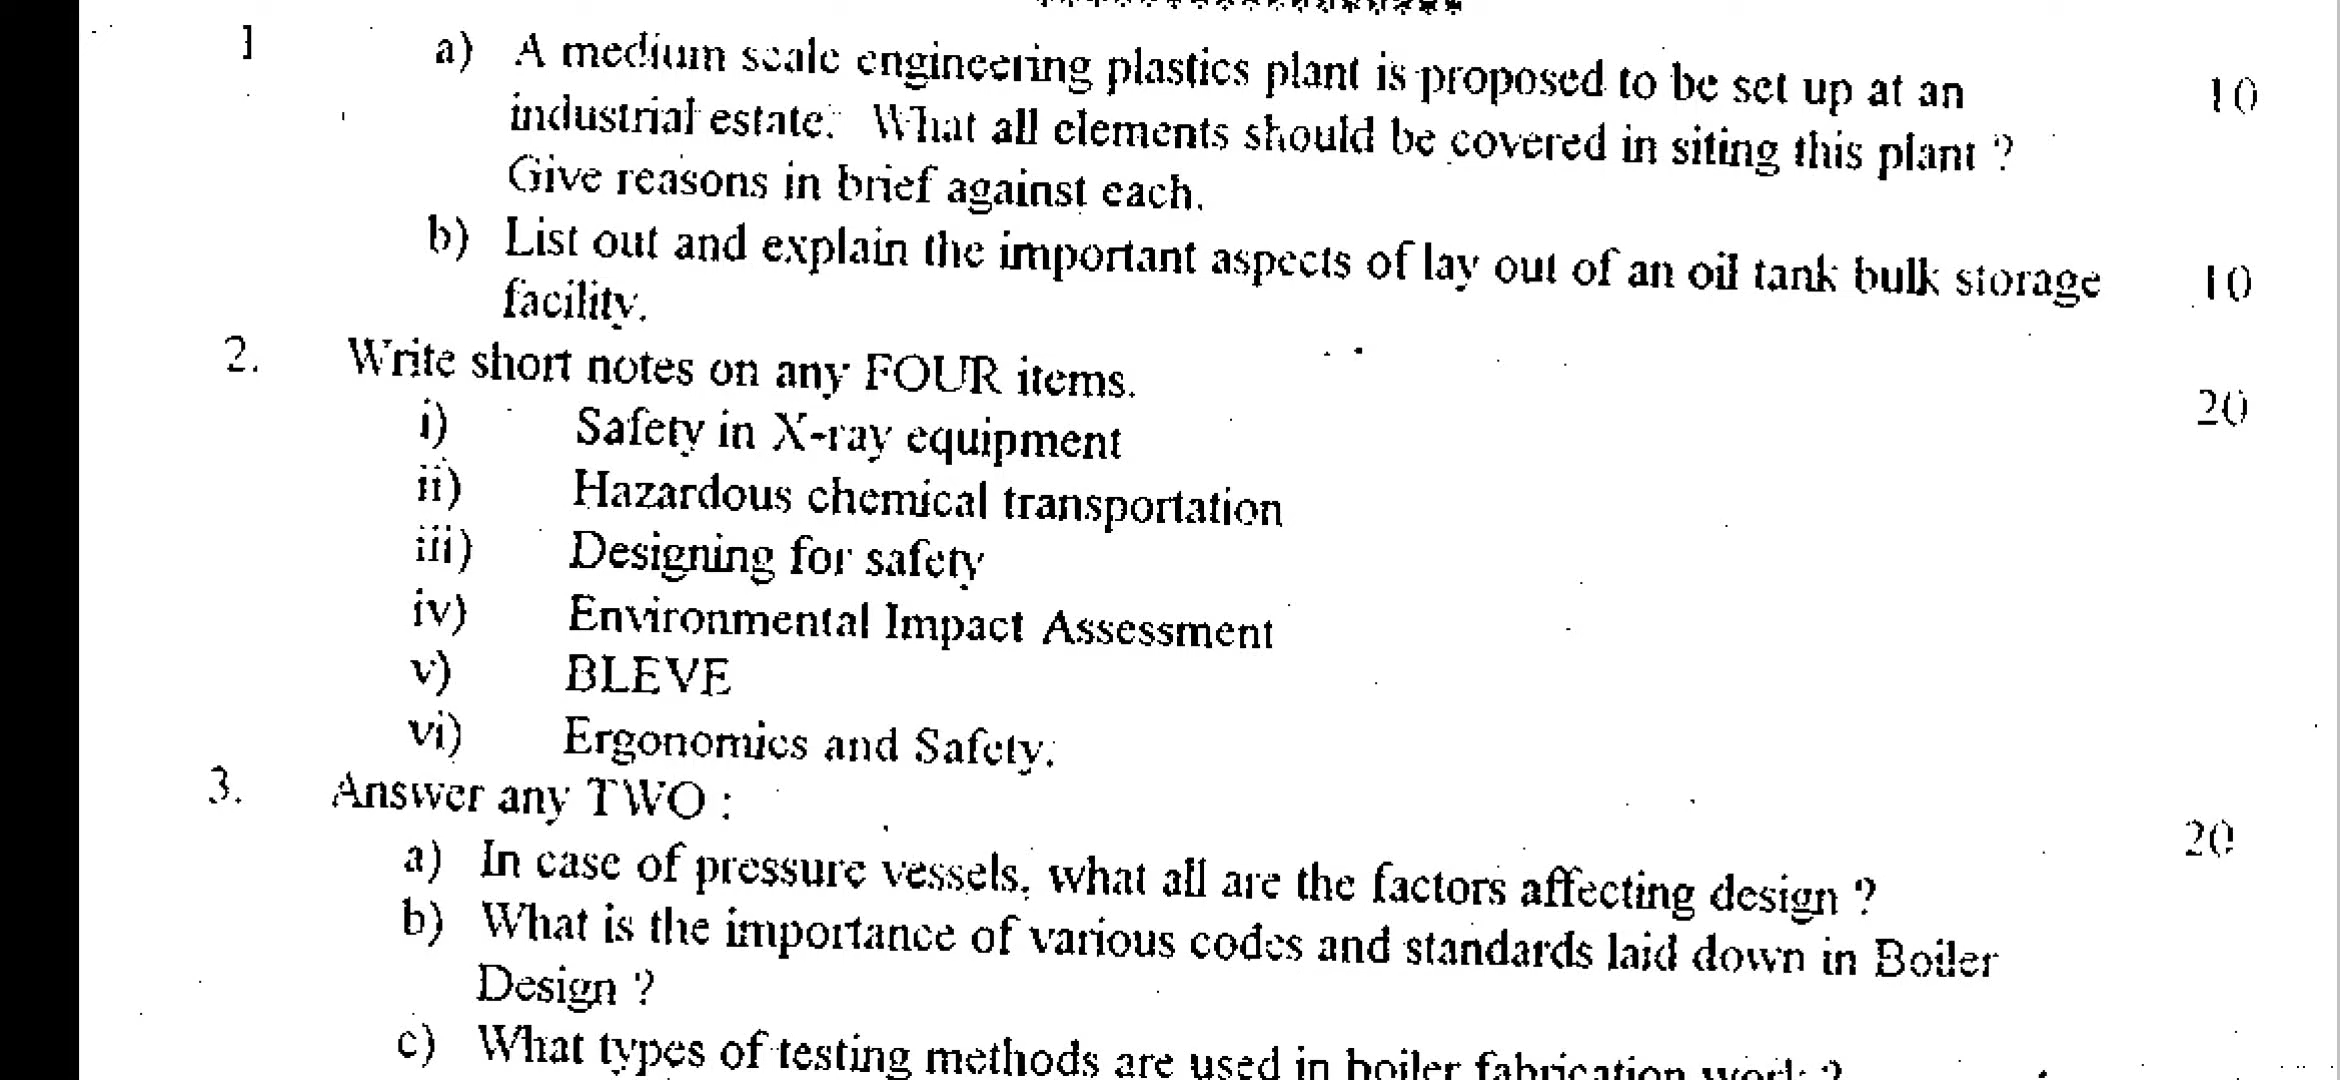 1 a) A medium scale engineering plastics plant is proposed to be set up at an 10
industrial estate. What all elements should be covered in siting this plant ?
Give reasons in brief against each.
b) List out and explain the important aspects of lay out of an oil tank bulk storage 10
facility.
2. Write short notes on any FOUR items. 20
i) Safety in X-ray equipment
ii) Hazardous chemical transportation
iii) Designing for safety
iv) Environmental Impact Assessment
v) BLEVE
vi) Ergonomics and Safety.
3. Answer any TWO : 20
a) In case of pressure vessels, what all are the factors affecting design ?
b) What is the importance of various codes and standards laid down in Boiler
Design ?
c) What types of testing methods are used in boiler fabrication work ?